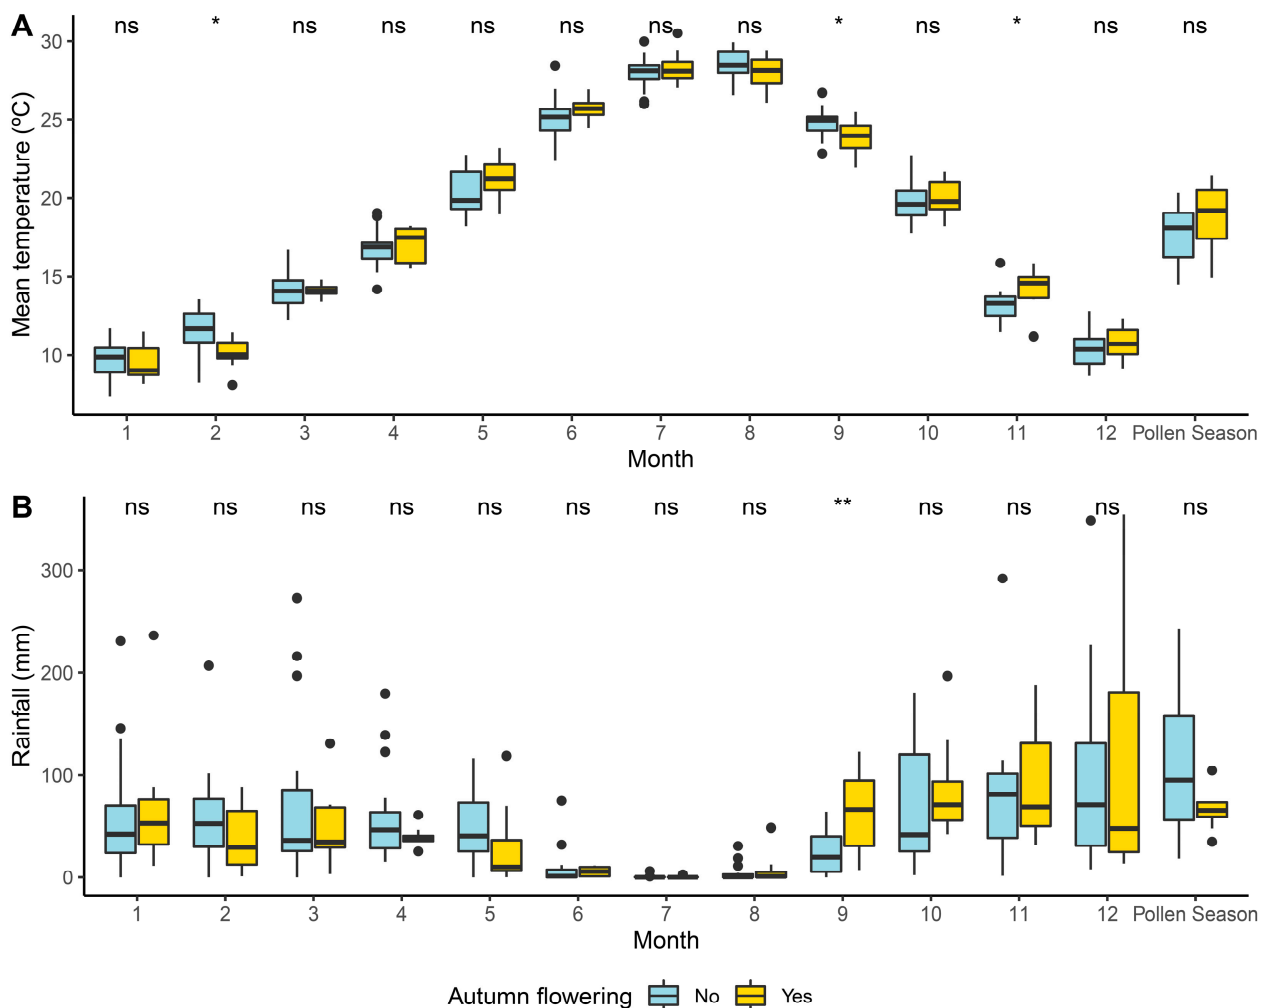 A
ns * ns ns ns ns ns ns * ns * ns ns
Mean temperature (ºC)
30
25
20
15
10
1 2 3 4 5 6 7 8 9 10 11 12 Pollen Season
Month
B
ns ns ns ns ns ns ns ns ** ns ns ns ns
Rainfall (mm)
300
200
100
0
1 2 3 4 5 6 7 8 9 10 11 12 Pollen Season
Month
Autumn flowering No Yes